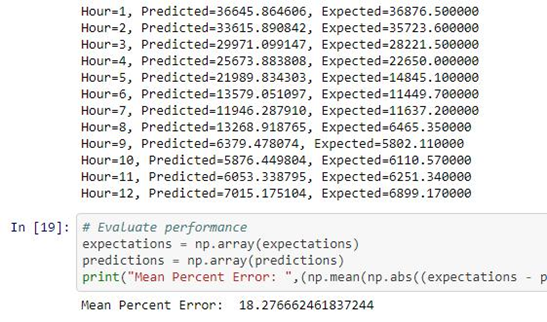 Hour=1, Predicted=36645.864606, Expected=36876.500000
Hour=2, Predicted=33615.890842, Expected=35723.600000
Hour=3, Predicted=29971.099147, Expected=28221.500000
Hour=4, Predicted=25673.883808, Expected=22650.000000
Hour=5, Predicted=21989.834303, Expected=14845.100000
Hour=6, Predicted=13579.051097, Expected=11449.700000
Hour=7, Predicted=11946.287910, Expected=11637.200000
Hour=8, Predicted=13268.918765, Expected=6465.350000
Hour=9, Predicted=6379.478074, Expected=5802.110000
Hour=10, Predicted=5876.449804, Expected=6110.570000
Hour=11, Predicted=6053.338795, Expected=6251.340000
Hour=12, Predicted=7015.175104, Expected=6899.170000
In [19]: # Evaluate performance
expectations = np.array(expectations)
predictions = np.array(predictions)
print("Mean Percent Error: ",(np.mean(np.abs((expectations - p
Mean Percent Error:  18.276662461837244